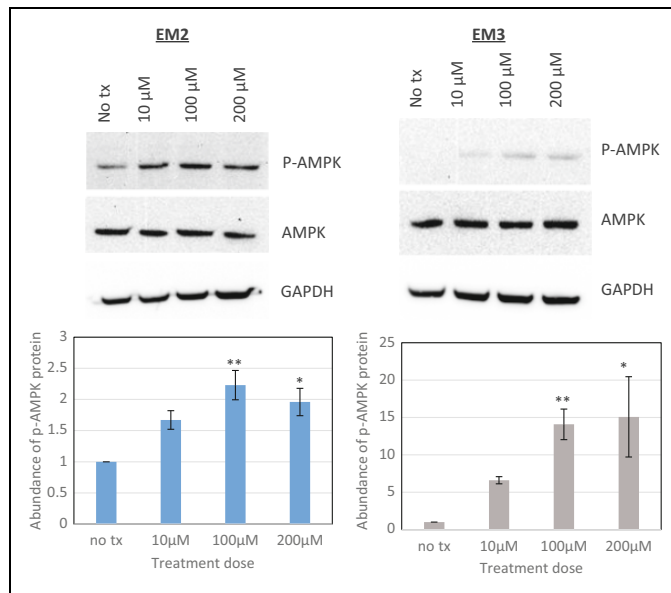 EM2
No tx
10 µM
100 µM
200 µM
P-AMPK
AMPK
GAPDH
Abundance of p-AMPK protein
3
2.5
2
1.5
1
0.5
0
**
*
no tx 10µM 100µM 200µM
Treatment dose
EM3
No tx
10 µM
100 µM
200 µM
P-AMPK
AMPK
GAPDH
Abundance of p-AMPK protein
25
20
15
10
5
0
**
*
no tx 10µM 100µM 200µM
Treatment dose